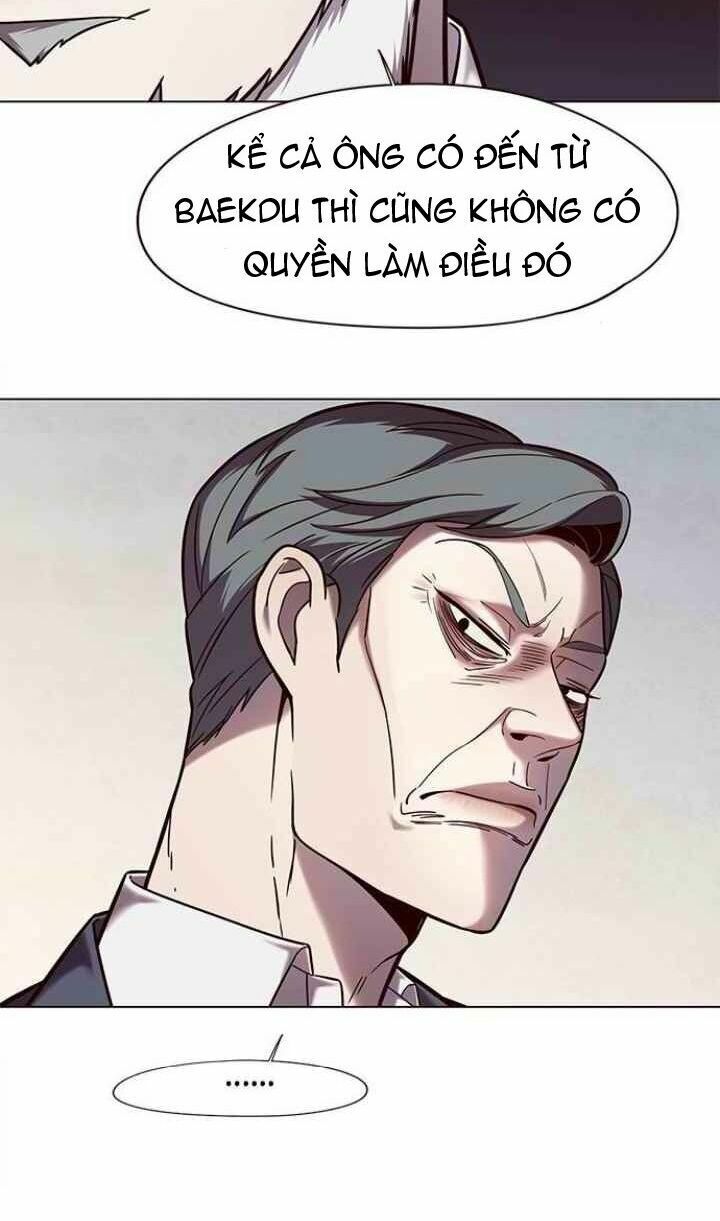 KỂ CẢ ÔNG CÓ ĐẾN TỪ
BAEKDU THÌ CŨNG KHÔNG CÓ
QUYỀN LÀM ĐIỀU ĐÓ
......